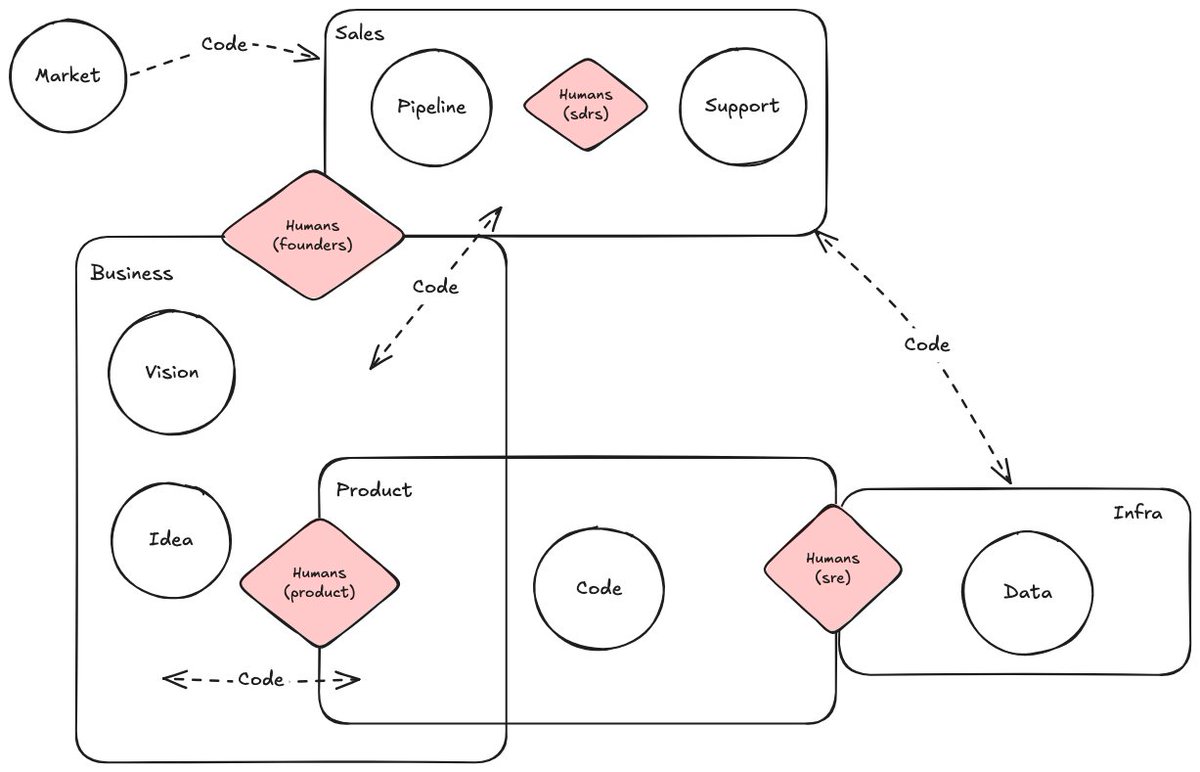 Sales
Code
Market
Humans
(sdrs)
Pipeline
Support
Humans
(founders)
Business
Code
Code
Vision
Product
Infra
Idea
Humans
(product)
Code
Humans
(sre)
Data
Code